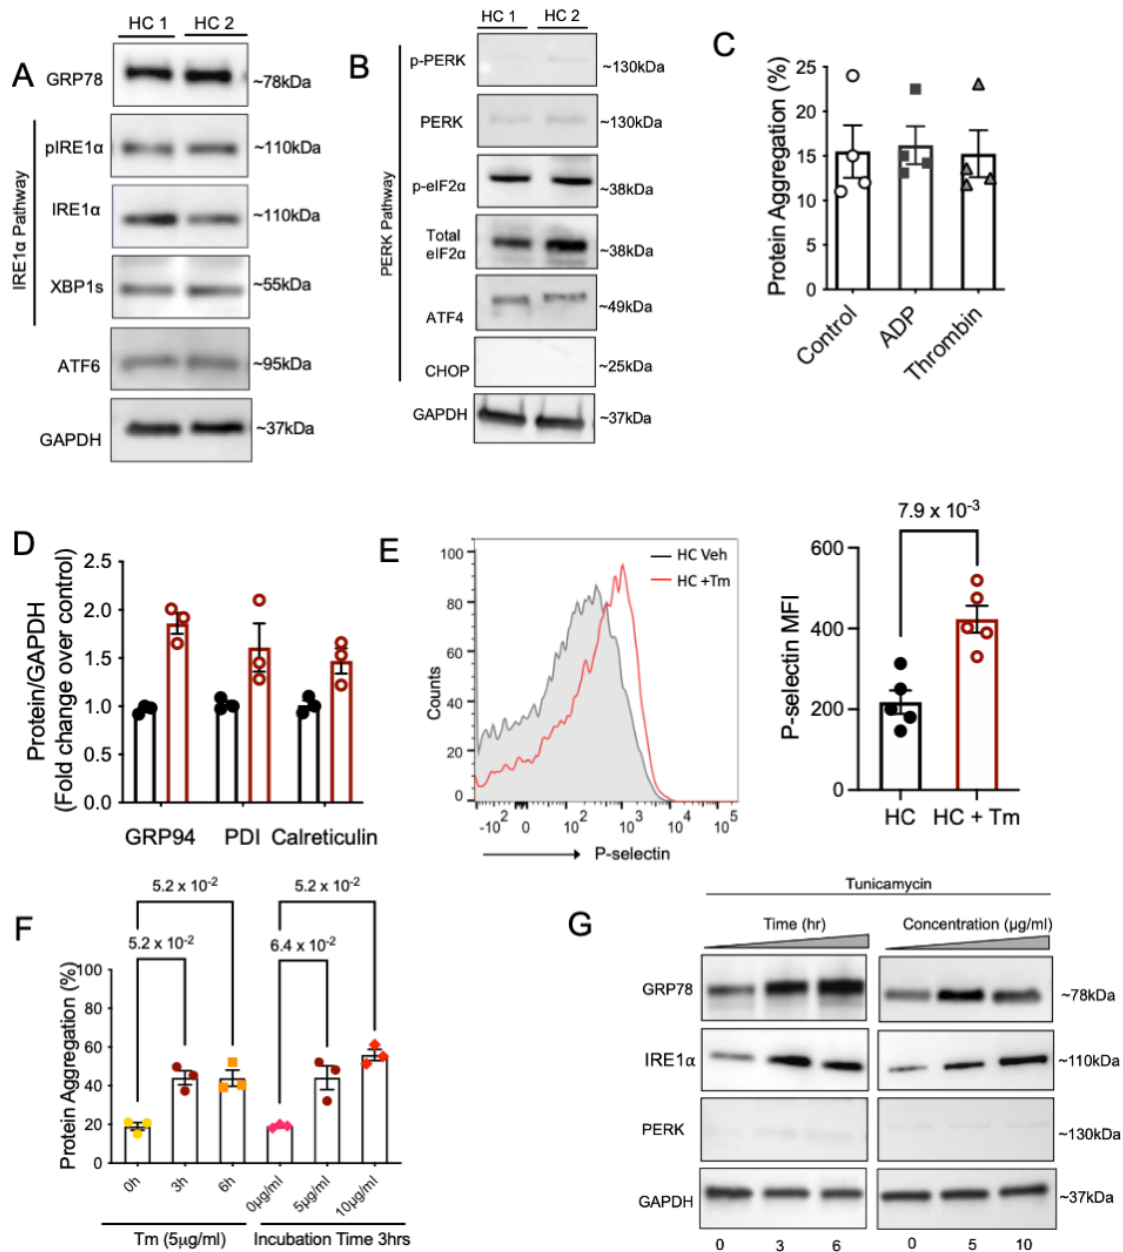 A
HC 1 HC 2
GRP78 ~78kDa
IRE1α Pathway
pIRE1α ~110kDa
IRE1α ~110kDa
XBP1s ~55kDa
ATF6 ~95kDa
GAPDH ~37kDa
B
HC 1 HC 2
PERK Pathway
p-PERK ~130kDa
PERK ~130kDa
p-eIF2α ~38kDa
Total
eIF2α ~38kDa
ATF4 ~49kDa
CHOP ~25kDa
GAPDH ~37kDa
C
Protein Aggregation (%)
25
20
15
10
5
0
Control ADP Thrombin
D
Protein/GAPDH
(Fold change over control)
2.5
2.0
1.5
1.0
0.5
0.0
GRP94 PDI Calreticulin
E
Counts
100
80
60
40
20
0
HC Veh
HC +Tm
-10² 0 10² 10³ 10⁴ 10⁵
P-selectin
7.9 x 10⁻³
P-selectin MFI
600
400
200
0
HC HC + Tm
F
5.2 x 10⁻² 5.2 x 10⁻²
5.2 x 10⁻² 6.4 x 10⁻²
Protein Aggregation (%)
100
80
60
40
20
0
0h 3h 6h 0µg/ml 5µg/ml 10µg/ml
Tm (5µg/ml) Incubation Time 3hrs
G
Tunicamycin
Time (hr) Concentration (µg/ml)
GRP78 ~78kDa
IRE1α ~110kDa
PERK ~130kDa
GAPDH ~37kDa
0 3 6 0 5 10